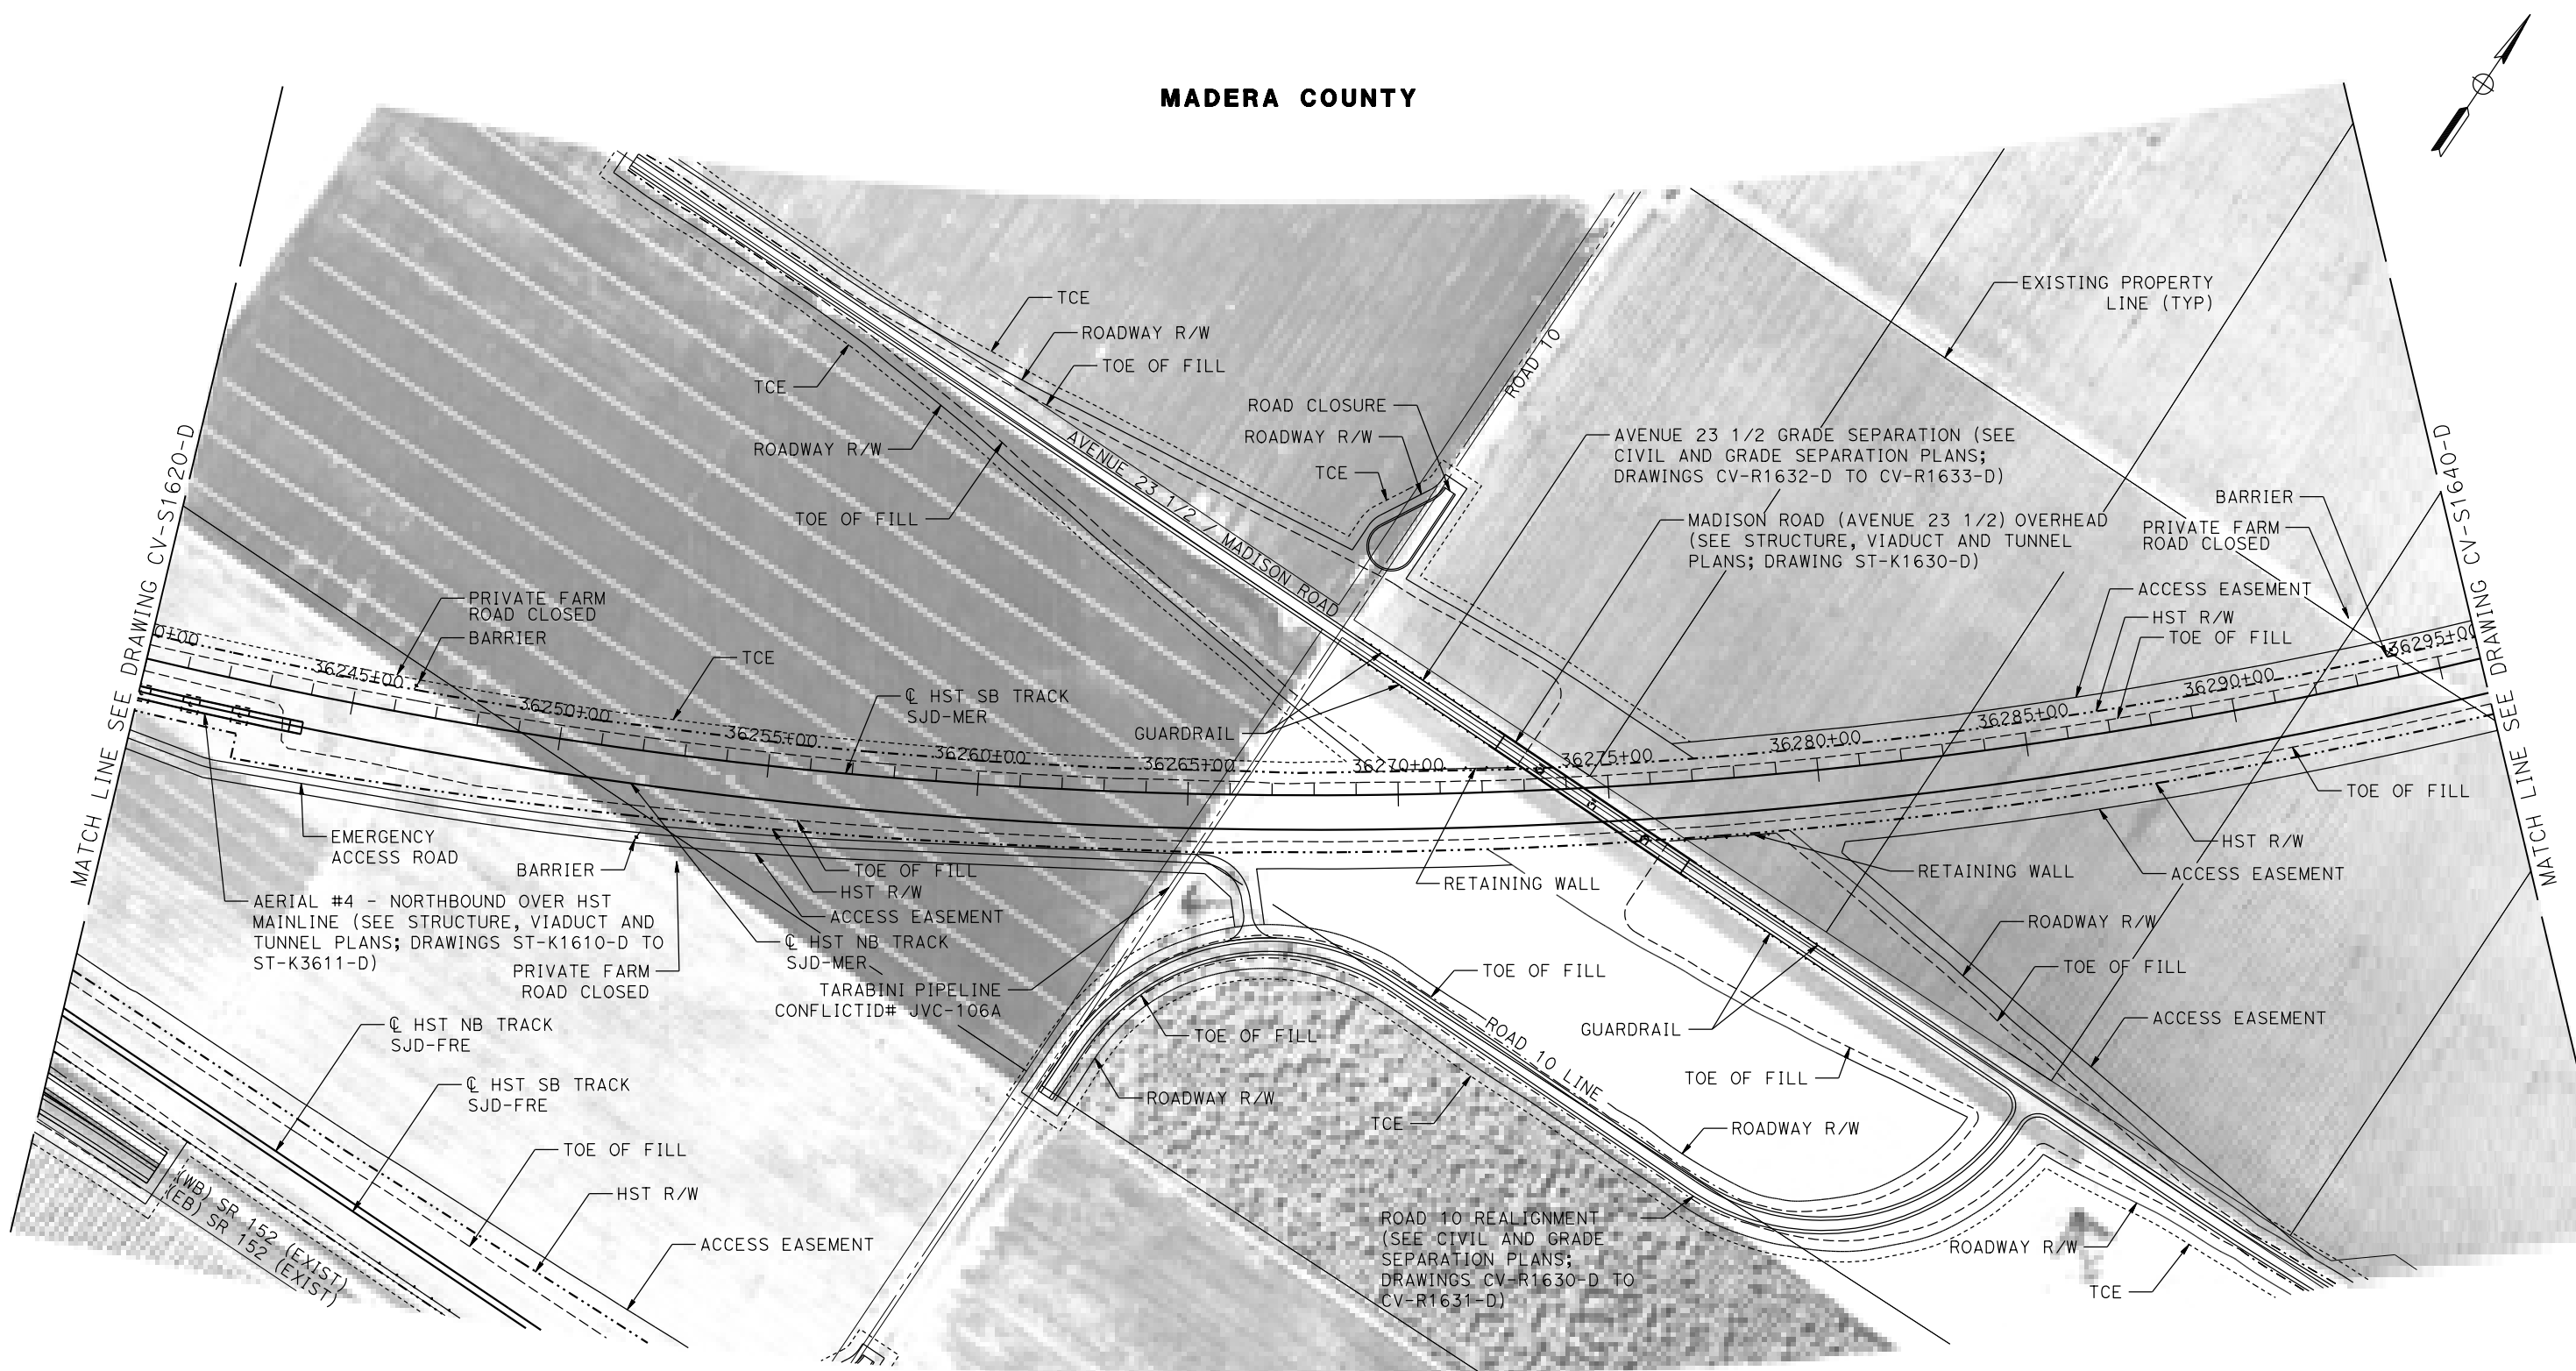 MADERA COUNTY
MATCH LINE SEE DRAWING CV-S1620-D
TCE
ROADWAY R/W
TOE OF FILL
TCE
ROADWAY R/W
TOE OF FILL
AVENUE 23 1/2 / MADISON ROAD
ROAD 10
ROAD CLOSURE
ROADWAY R/W
TCE
EXISTING PROPERTY
LINE (TYP)
AVENUE 23 1/2 GRADE SEPARATION (SEE
CIVIL AND GRADE SEPARATION PLANS;
DRAWINGS CV-R1632-D TO CV-R1633-D)
MADISON ROAD (AVENUE 23 1/2) OVERHEAD
(SEE STRUCTURE, VIADUCT AND TUNNEL
PLANS; DRAWING ST-K1630-D)
BARRIER
PRIVATE FARM
ROAD CLOSED
ACCESS EASEMENT
HST R/W
TOE OF FILL
MATCH LINE SEE DRAWING CV-S1640-D
PRIVATE FARM
ROAD CLOSED
BARRIER
TCE
℄ HST SB TRACK
SJD-MER
GUARDRAIL
0+00
36245+00
36250+00
36255+00
36260+00
36265+00
36270+00
36275+00
36280+00
36285+00
36290+00
36295+00
EMERGENCY
ACCESS ROAD
BARRIER
AERIAL #4 - NORTHBOUND OVER HST
MAINLINE (SEE STRUCTURE, VIADUCT AND
TUNNEL PLANS; DRAWINGS ST-K1610-D TO
ST-K3611-D)
PRIVATE FARM
ROAD CLOSED
TOE OF FILL
HST R/W
ACCESS EASEMENT
℄ HST NB TRACK
SJD-MER
TARABINI PIPELINE
CONFLICTID# JVC-106A
RETAINING WALL
TOE OF FILL
HST R/W
RETAINING WALL
ACCESS EASEMENT
ROADWAY R/W
TOE OF FILL
ACCESS EASEMENT
TOE OF FILL
GUARDRAIL
TOE OF FILL
TOE OF FILL
ROADWAY R/W
ROAD 10 LINE
TCE
ROADWAY R/W
ROAD 10 REALIGNMENT
(SEE CIVIL AND GRADE
SEPARATION PLANS;
DRAWINGS CV-R1630-D TO
CV-R1631-D)
ROADWAY R/W
TCE
℄ HST NB TRACK
SJD-FRE
℄ HST SB TRACK
SJD-FRE
TOE OF FILL
HST R/W
ACCESS EASEMENT
(WB) SR 152 (EXIST)
(EB) SR 152 (EXIST)